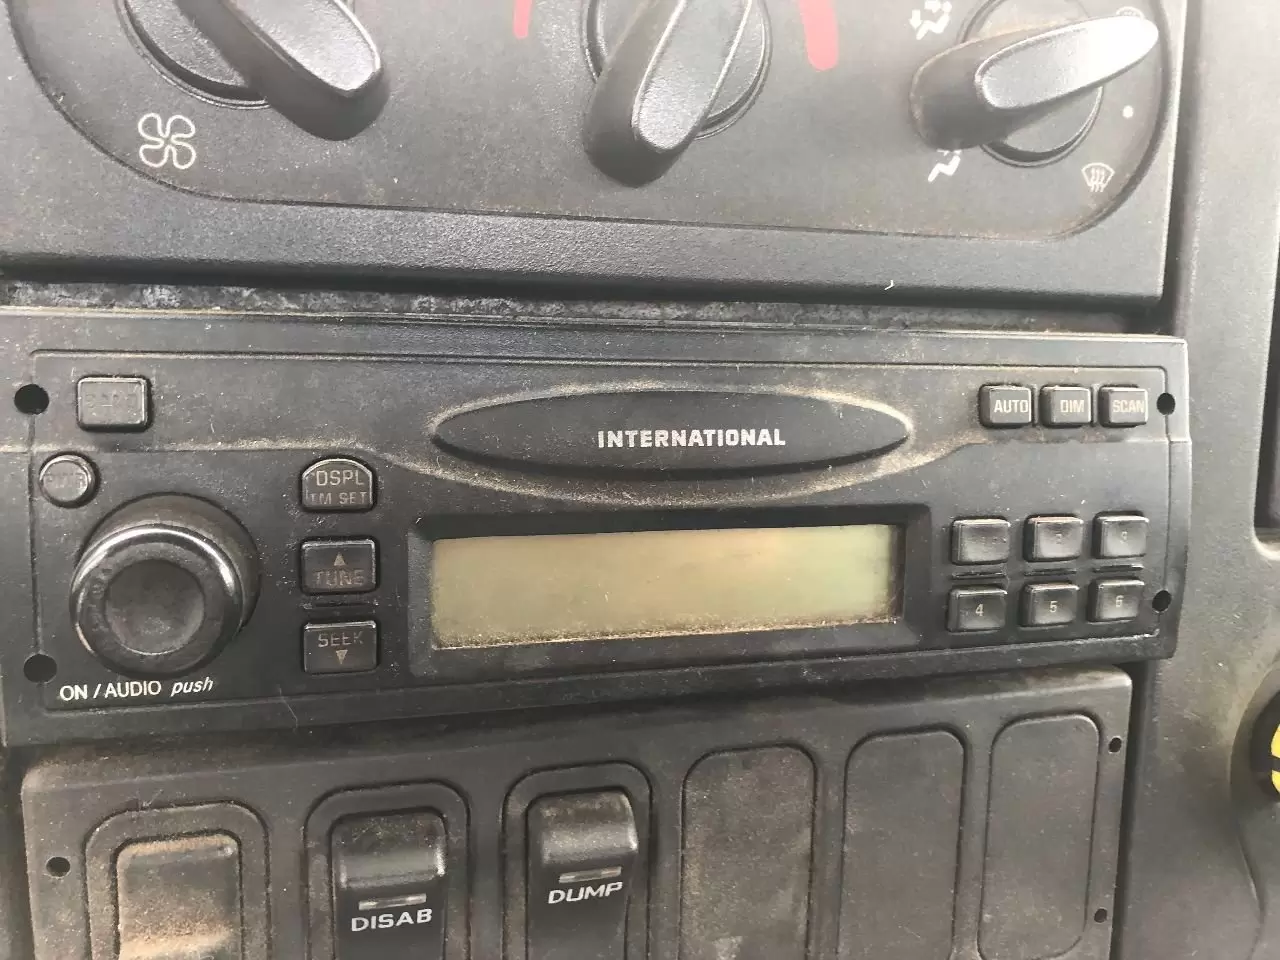 INTERNATIONAL
AUTO
DIM
SCAN
DSPL
TM SET
TUNE
SEEK
2
3
4
5
6
ON / AUDIO push
DISAB
DUMP